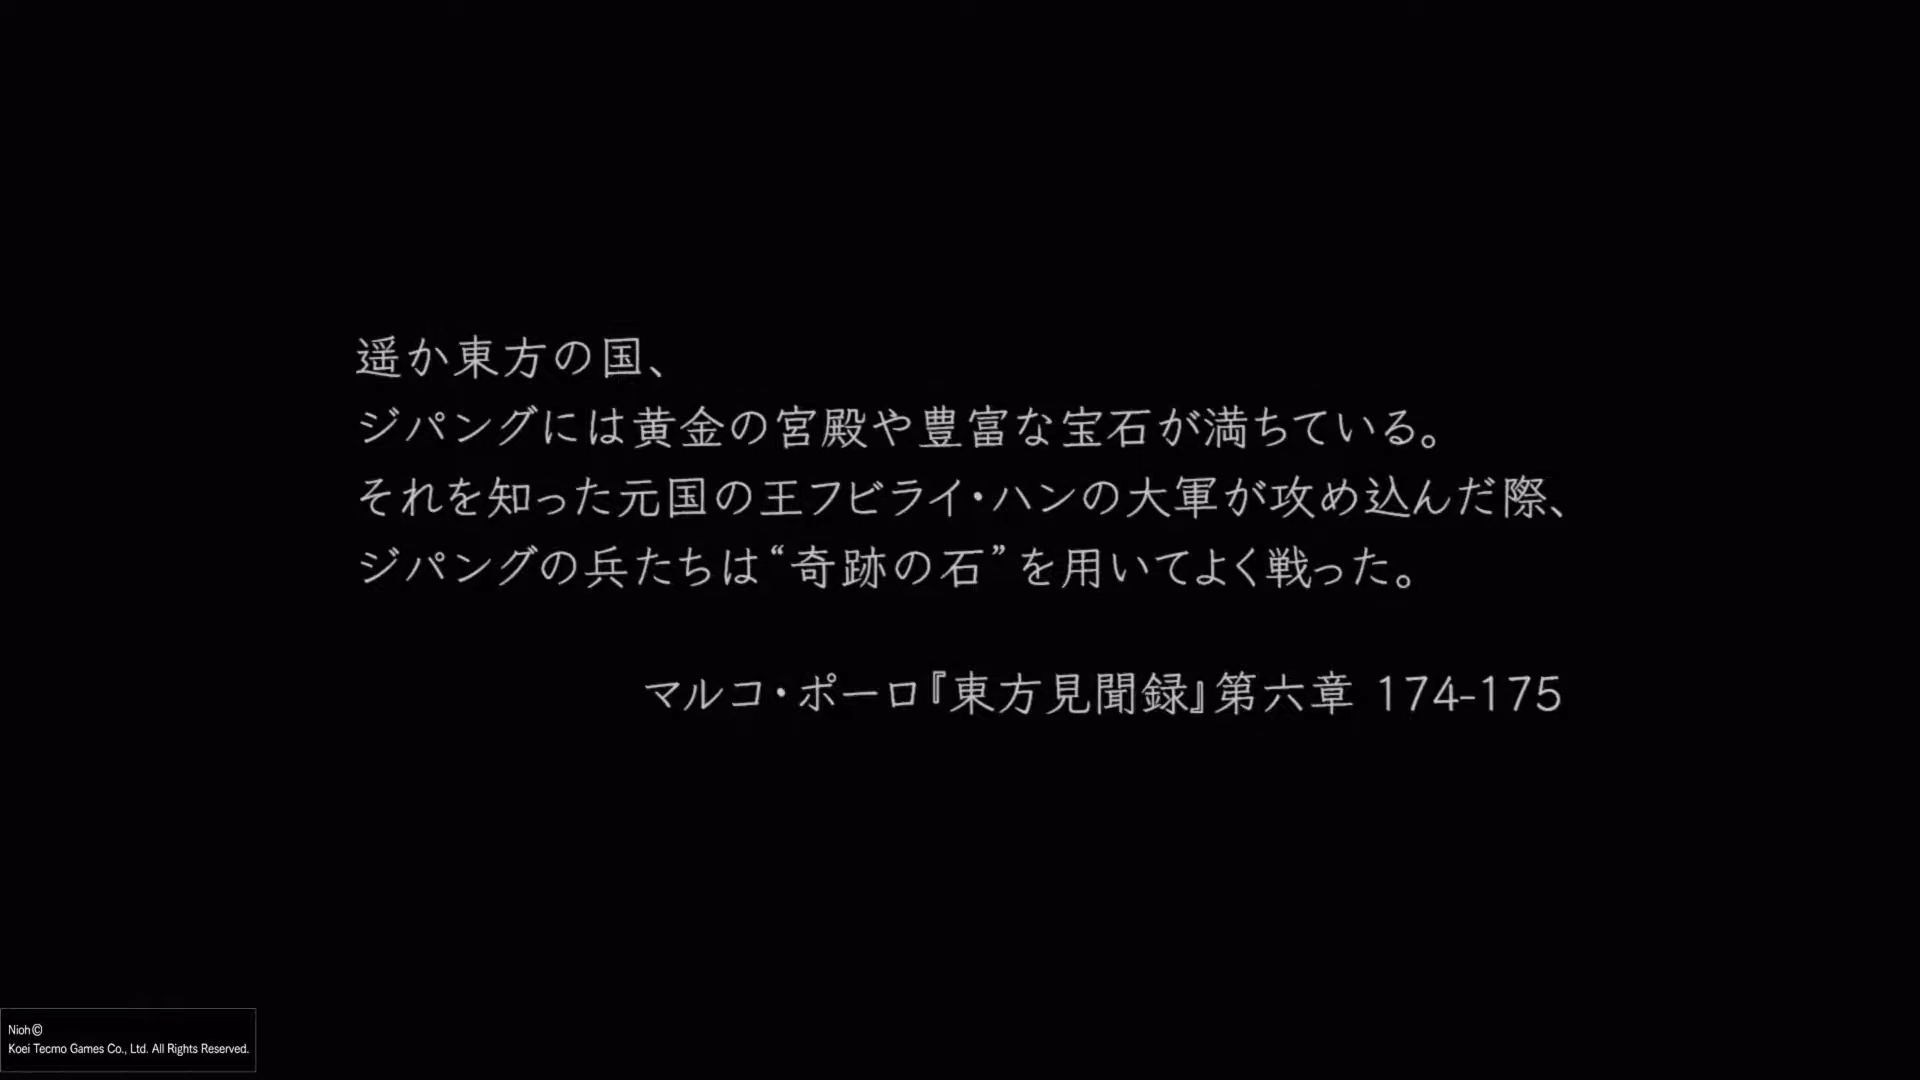 遥か東方の国、
ジパングには黄金の宮殿や豊富な宝石が満ちている。
それを知った元国の王フビライ・ハンの大軍が攻め込んだ際、
ジパングの兵たちは“奇跡の石”を用いてよく戦った。
マルコ・ポーロ『東方見聞録』第六章 174-175
Nioh©
Koei Tecmo Games Co., Ltd. All Rights Reserved.